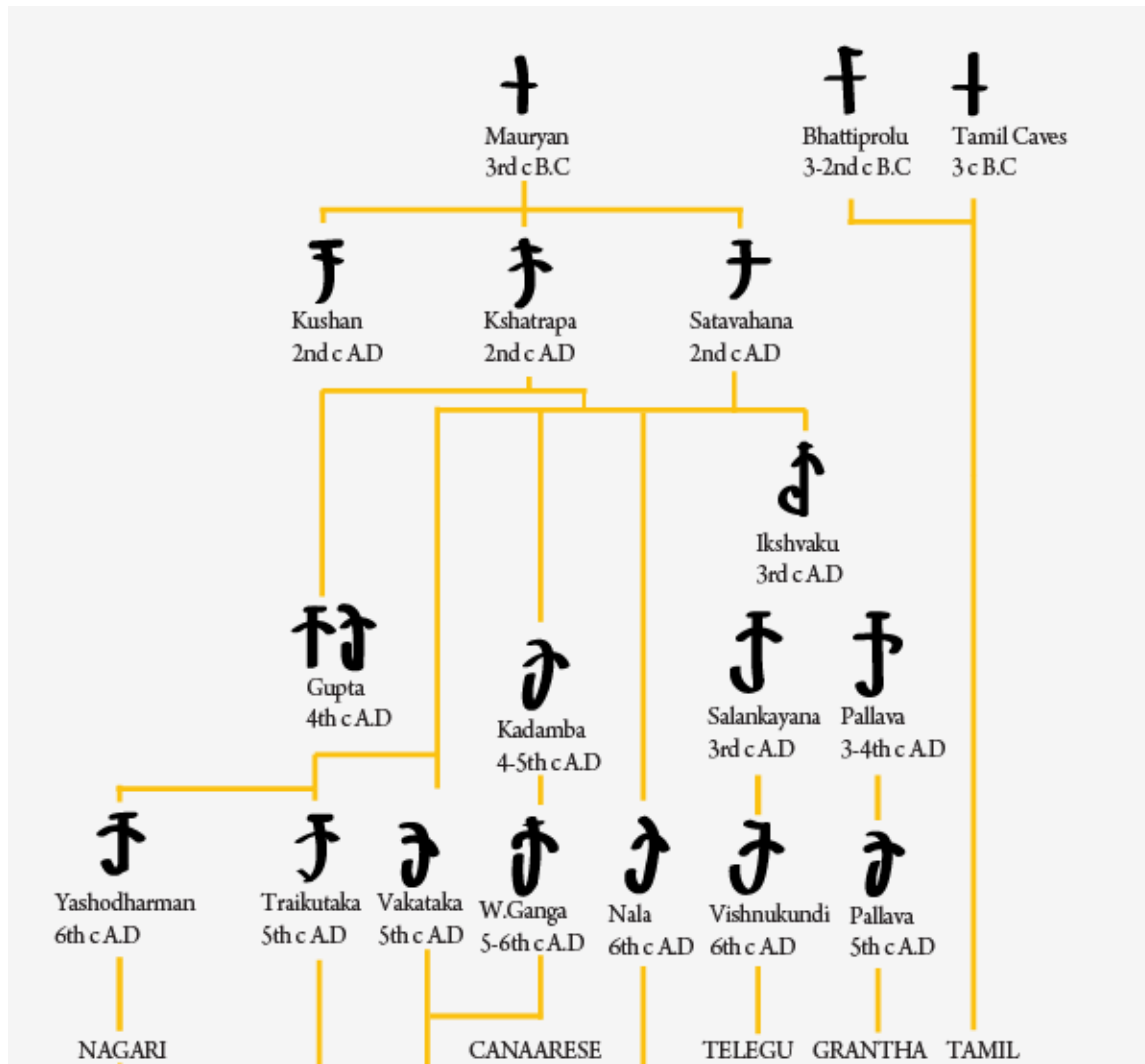 Mauryan
3rd c B.C
Bhattiprolu
3-2nd c B.C
Tamil Caves
3 c B.C
Kushan
2nd c A.D
Kshatrapa
2nd c A.D
Satavahana
2nd c A.D
Ikshvaku
3rd c A.D
Gupta
4th c A.D
Kadamba
4-5th c A.D
Salankayana
3rd c A.D
Pallava
3-4th c A.D
Yashodharman
6th c A.D
Traikutaka
5th c A.D
Vakataka
5th c A.D
W.Ganga
5-6th c A.D
Nala
6th c A.D
Vishnukundi
6th c A.D
Pallava
5th c A.D
NAGARI
CANAARESE
TELEGU
GRANTHA
TAMIL